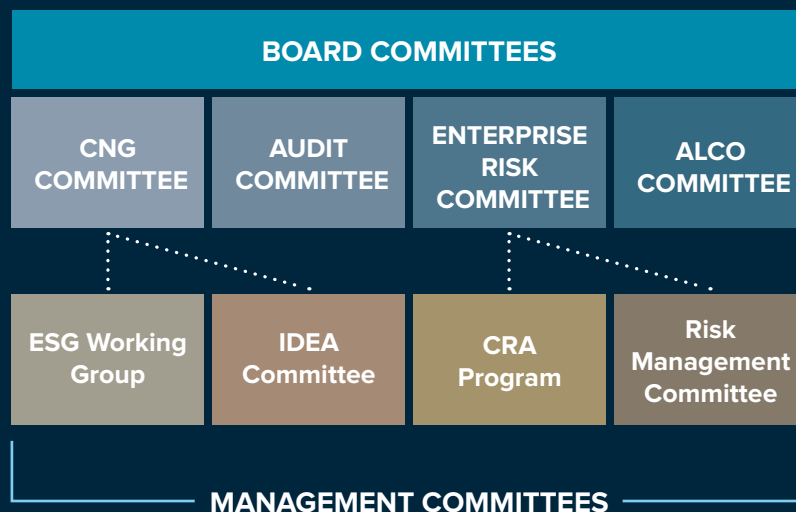 BOARD COMMITTEES
CNG
COMMITTEE
AUDIT
COMMITTEE
ENTERPRISE
RISK
COMMITTEE
ALCO
COMMITTEE
ESG Working
Group
IDEA
Committee
CRA
Program
Risk
Management
Committee
MANAGEMENT COMMITTEES